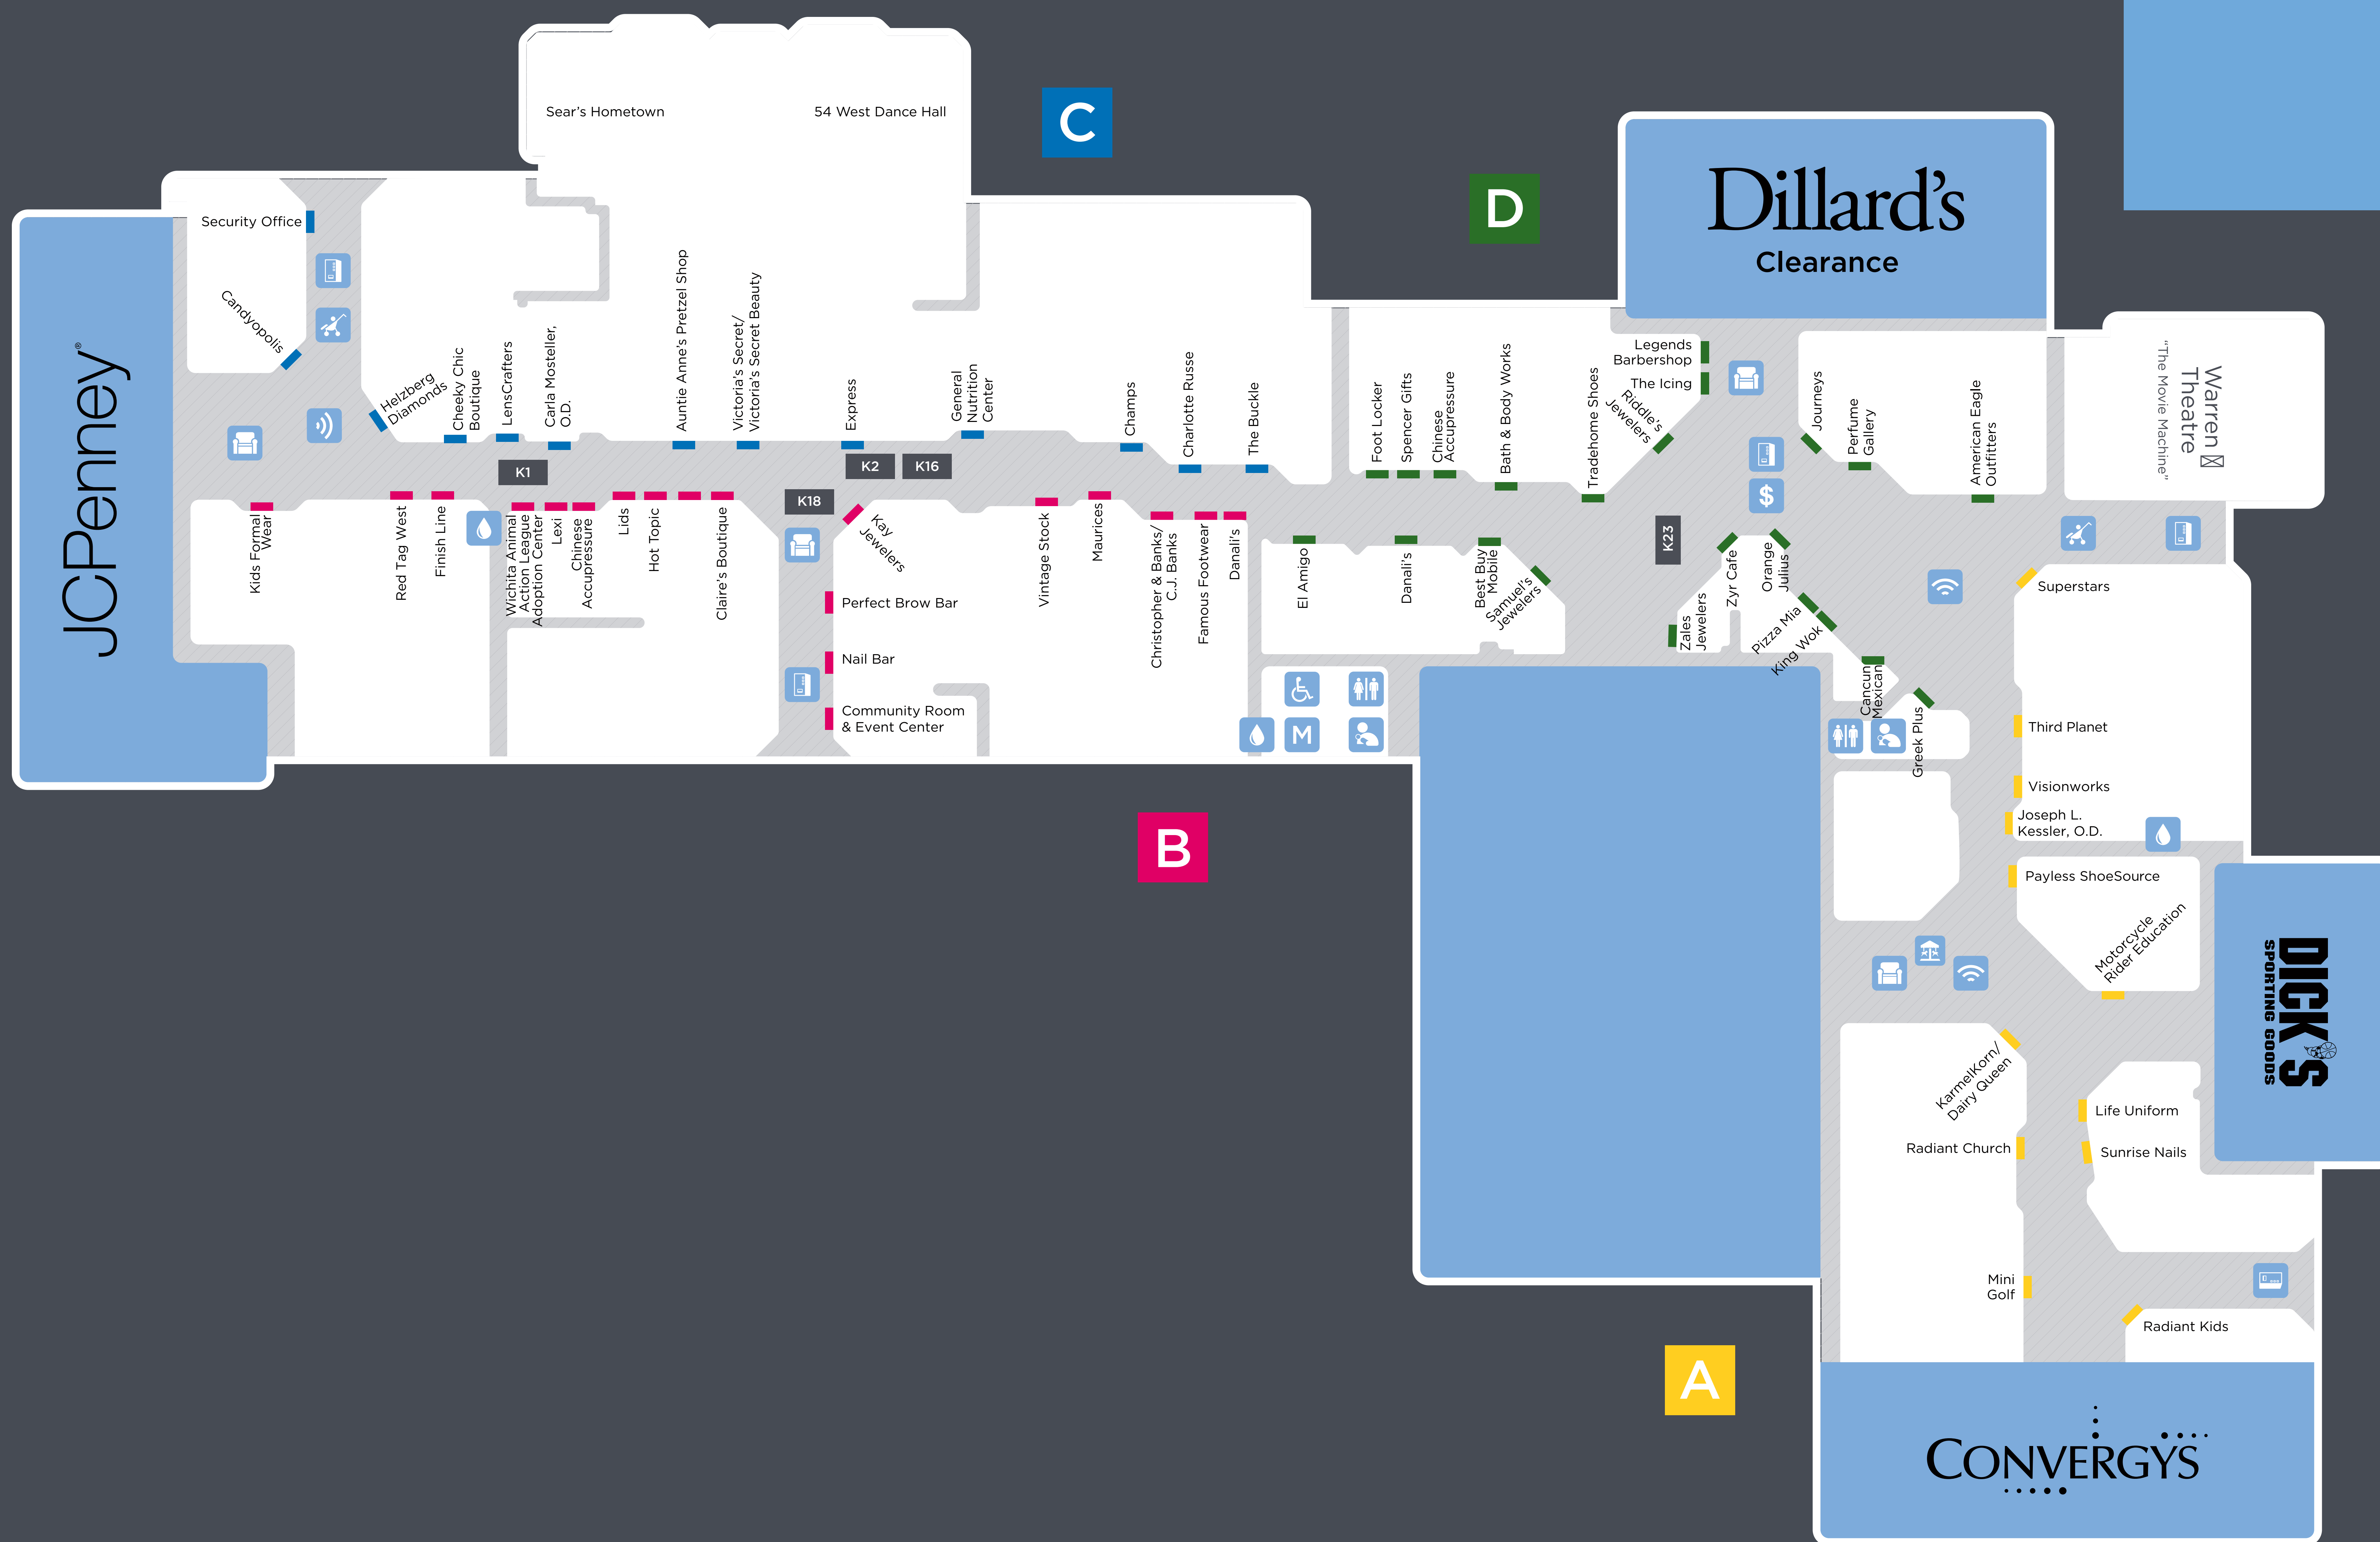 Sear's Hometown
54 West Dance Hall
C
D
Dillard's
Clearance
JCPenney®
Security Office
Candyopolis
Helzberg
Diamonds
Cheeky Chic
Boutique
LensCrafters
Carla Mosteller,
O.D.
Auntie Anne's Pretzel Shop
Victoria's Secret/
Victoria's Secret Beauty
Express
General
Nutrition
Center
Champs
Charlotte Russe
The Buckle
Foot Locker
Spencer Gifts
Chinese
Accupressure
Bath & Body Works
Tradehome Shoes
Legends
Barbershop
The Icing
Riddle's
Jewelers
Journeys
Perfume
Gallery
American Eagle
Outfitters
Warren
Theatre
"The Movie Machine"
K1
K2
K16
K18
K23
$
Kids Formal
Wear
Red Tag West
Finish Line
Wichita Animal
Action League
Adoption Center
Lexi
Chinese
Accupressure
Lids
Hot Topic
Claire's Boutique
Kay
Jewelers
Perfect Brow Bar
Nail Bar
Community Room
& Event Center
Vintage Stock
Maurices
Christopher & Banks/
C.J. Banks
Famous Footwear
Danali's
El Amigo
Danali's
Best Buy
Mobile
Samuel's
Jewelers
Zales
Jewelers
Zyr Cafe
Orange
Julius
Pizza Mia
King Wok
Cancun
Mexican
Greek Plus
M
Superstars
Third Planet
Visionworks
Joseph L.
Kessler, O.D.
Payless ShoeSource
Motorcycle
Rider Education
DICK'S
SPORTING GOODS
B
KarmelKorn/
Dairy Queen
Radiant Church
Life Uniform
Sunrise Nails
Mini
Golf
Radiant Kids
A
CONVERGYS